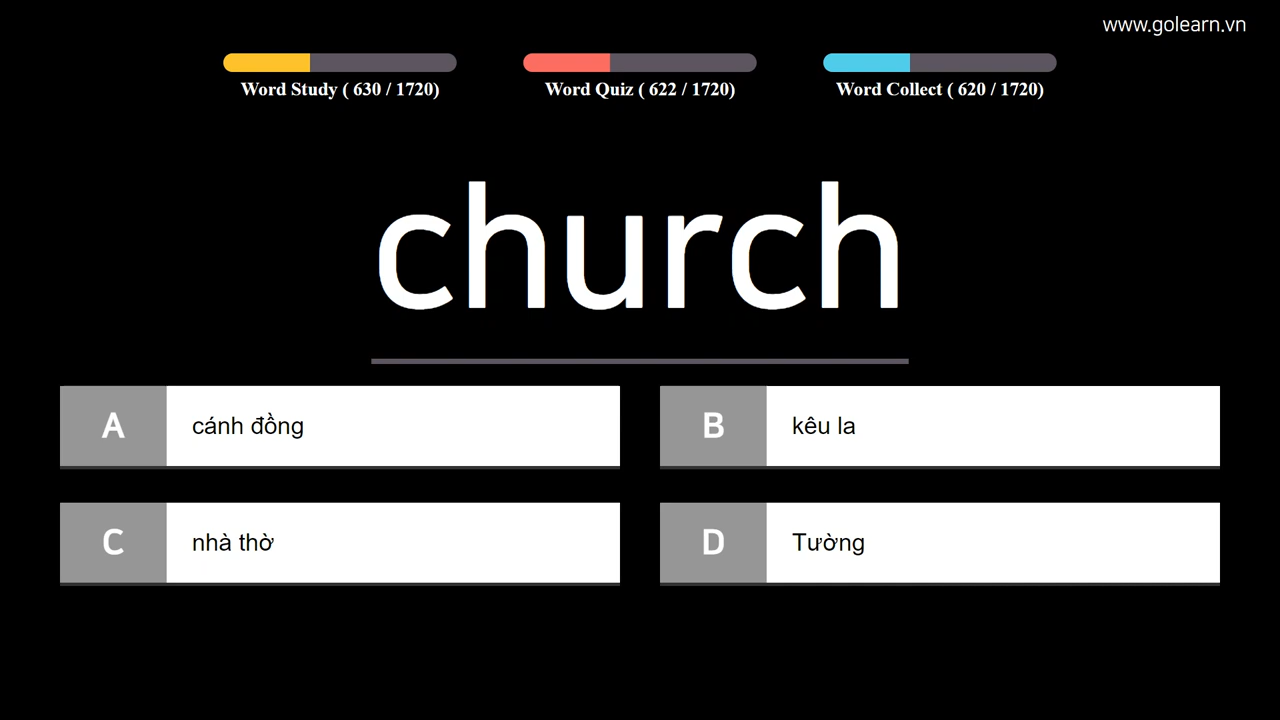 www.golearn.vn
Word Study ( 630 / 1720)
Word Quiz ( 622 / 1720)
Word Collect ( 620 / 1720)
church
A cánh đồng
B kêu la
C nhà thờ
D Tường